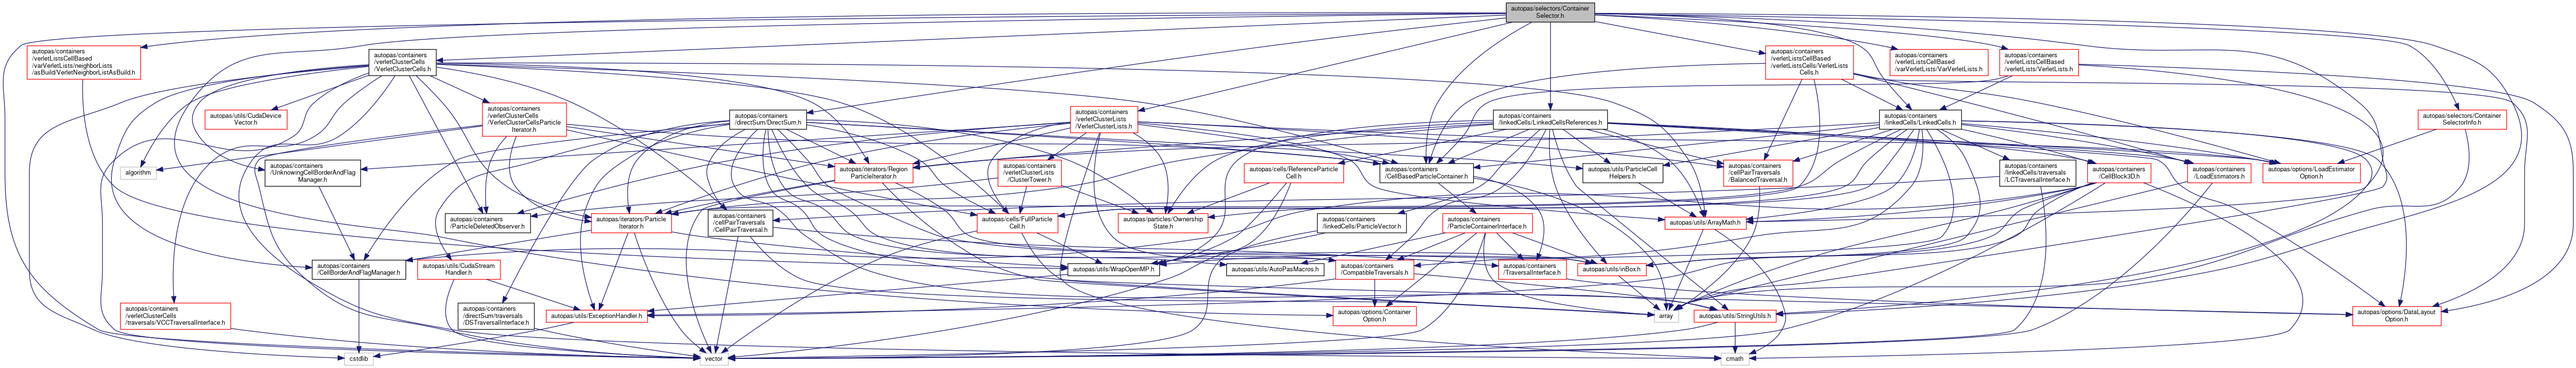 autopas/selectors/Container
Selector.h
autopas/containers
/verletListsCellBased
/varVerletLists/neighborLists
/asBuild/VerletNeighborListAsBuild.h
autopas/containers
/verletClusterCells
/VerletClusterCells.h
autopas/containers
/verletListsCellBased
/verletListsCells/VerletLists
Cells.h
autopas/containers
/verletListsCellBased
/varVerletLists/VarVerletLists.h
autopas/containers
/verletListsCellBased
/verletLists/VerletLists.h
autopas/utils/CudaDevice
Vector.h
autopas/containers
/verletClusterCells
/VerletClusterCellsParticle
Iterator.h
autopas/containers
/directSum/DirectSum.h
autopas/containers
/verletClusterLists
/VerletClusterLists.h
autopas/containers
/linkedCells/LinkedCellsReferences.h
autopas/containers
/linkedCells/LinkedCells.h
autopas/selectors/Container
SelectorInfo.h
algorithm
autopas/containers
/UnknowingCellBorderAndFlag
Manager.h
autopas/iterators/Region
ParticleIterator.h
autopas/containers
/verletClusterLists
/ClusterTower.h
autopas/cells/ReferenceParticle
Cell.h
autopas/containers
/CellBasedParticleContainer.h
autopas/utils/ParticleCell
Helpers.h
autopas/containers
/cellPairTraversals
/BalancedTraversal.h
autopas/containers
/linkedCells/traversals
/LCTraversalInterface.h
autopas/containers
/CellBlock3D.h
autopas/containers
/LoadEstimators.h
autopas/options/LoadEstimator
Option.h
autopas/containers
/ParticleDeletedObserver.h
autopas/iterators/Particle
Iterator.h
autopas/containers
/cellPairTraversals
/CellPairTraversal.h
autopas/cells/FullParticle
Cell.h
autopas/particles/Ownership
State.h
autopas/containers
/linkedCells/ParticleVector.h
autopas/containers
/ParticleContainerInterface.h
autopas/utils/ArrayMath.h
autopas/containers
/CellBorderAndFlagManager.h
autopas/utils/CudaStream
Handler.h
autopas/utils/WrapOpenMP.h
autopas/utils/AutoPasMacros.h
autopas/containers
/CompatibleTraversals.h
autopas/containers
/TraversalInterface.h
autopas/utils/inBox.h
autopas/containers
/verletClusterCells
/traversals/VCCTraversalInterface.h
autopas/containers
/directSum/traversals
/DSTraversalInterface.h
autopas/utils/ExceptionHandler.h
autopas/options/Container
Option.h
array
autopas/utils/StringUtils.h
autopas/options/DataLayout
Option.h
cstdlib
vector
cmath